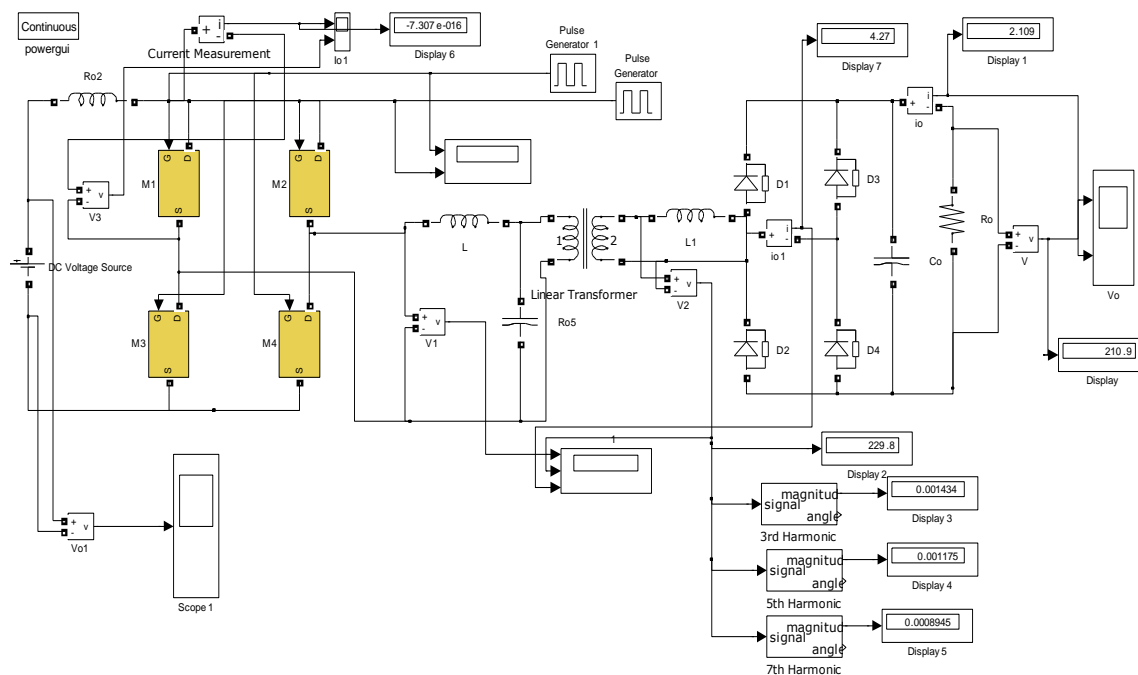 Continuous
powergui
i
-
+
Current Measurement
Io1
-7.307e-016
Display 6
Pulse
Generator 1
Pulse
Generator
4.27
Display 7
2.109
Display 1
Ro2
G
D
S
M1
G
D
S
M2
+
-
v
V3
DC Voltage Source
G
D
S
M3
G
D
S
M4
L
1
2
Linear Transformer
L1
+
-
v
V1
Ro5
+
-
v
V2
D1
D3
D2
D4
+
i
-
io1
+
i
-
io
Co
Ro
+
-
v
V
Vo
210.9
Display
1
229.8
Display 2
signal
magnitud
angle
3rd Harmonic
0.001434
Display 3
signal
magnitud
angle
5th Harmonic
0.001175
Display 4
signal
magnitud
angle
7th Harmonic
0.0008945
Display 5
+
-
v
Vo1
Scope 1